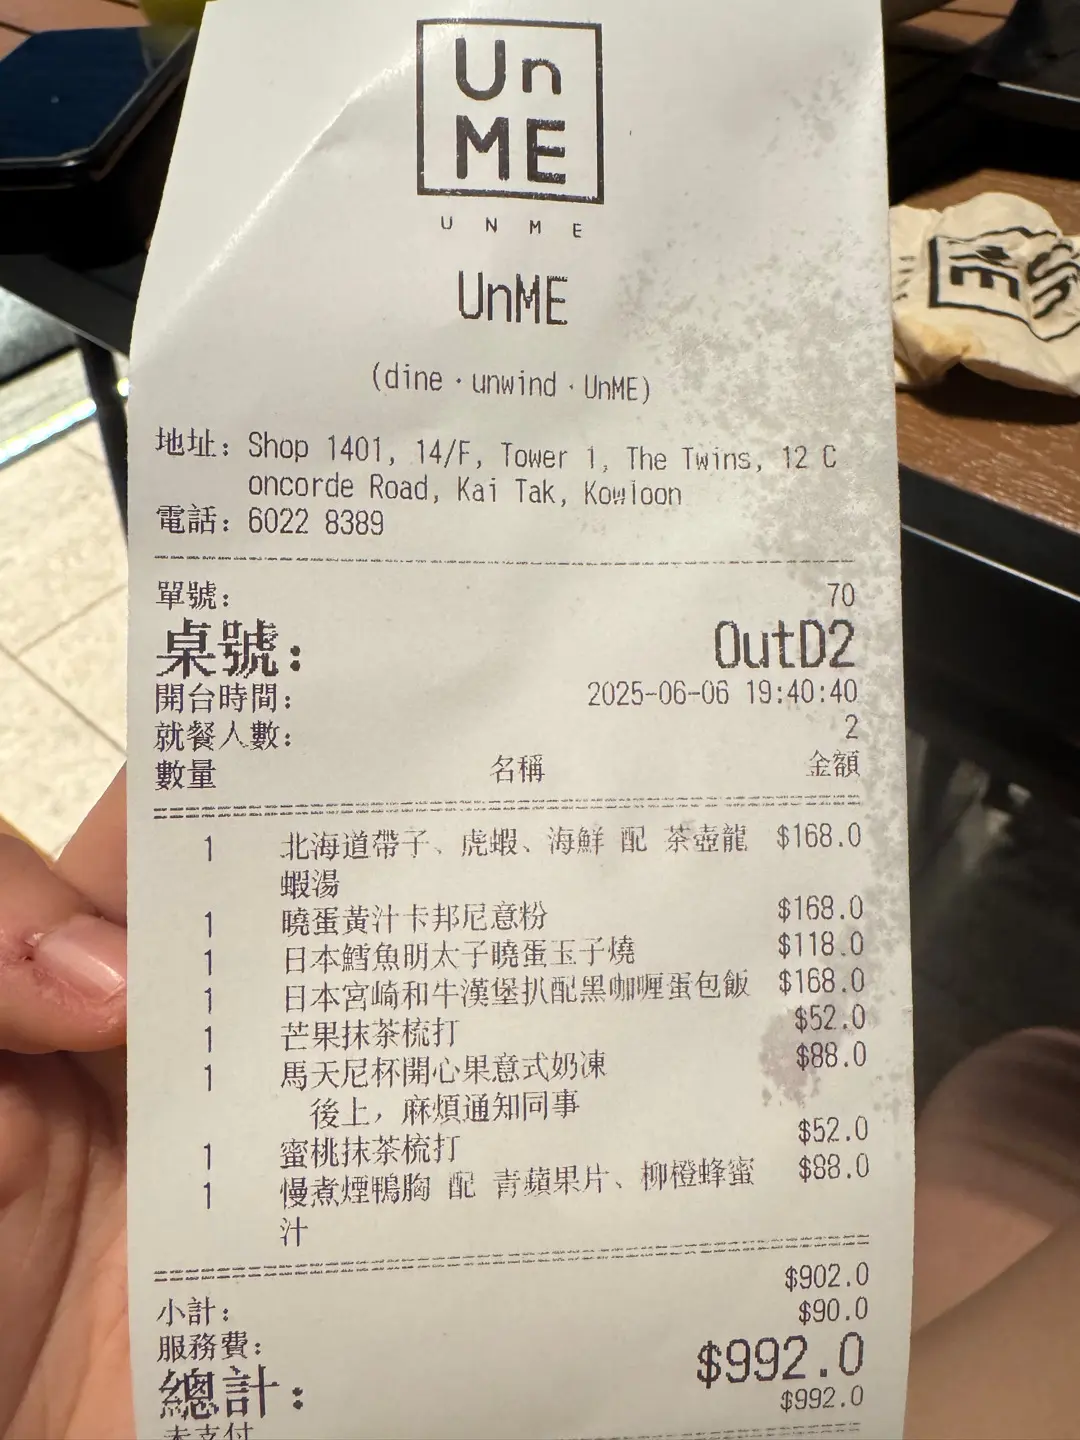 Un
ME
UNME
UnME
(dine·unwind·UnME)
地址: Shop 1401, 14/F, Tower 1, The Twins, 12 C
oncorde Road, Kai Tak, Kowloon
電話: 6022 8389
單號: 70
桌號: OutD2
開台時間: 2025-06-06 19:40:40
就餐人數: 2
數量 名稱 金額
1 北海道帶子、虎蝦、海鮮 配 茶壺龍 $168.0
蝦湯
1 曉蛋黃汁卡邦尼意粉 $168.0
1 日本鱈魚明太子曉蛋玉子燒 $118.0
1 日本宮崎和牛漢堡扒配黑咖喱蛋包飯 $168.0
1 芒果抹茶梳打 $52.0
1 馬天尼杯開心果意式奶凍 $88.0
後上，麻煩通知同事
1 蜜桃抹茶梳打 $52.0
1 慢煮煙鴨胸 配 青蘋果片、柳橙蜂蜜 $88.0
汁
小計: $902.0
服務費: $90.0
總計: $992.0
未支付 $992.0
UnME